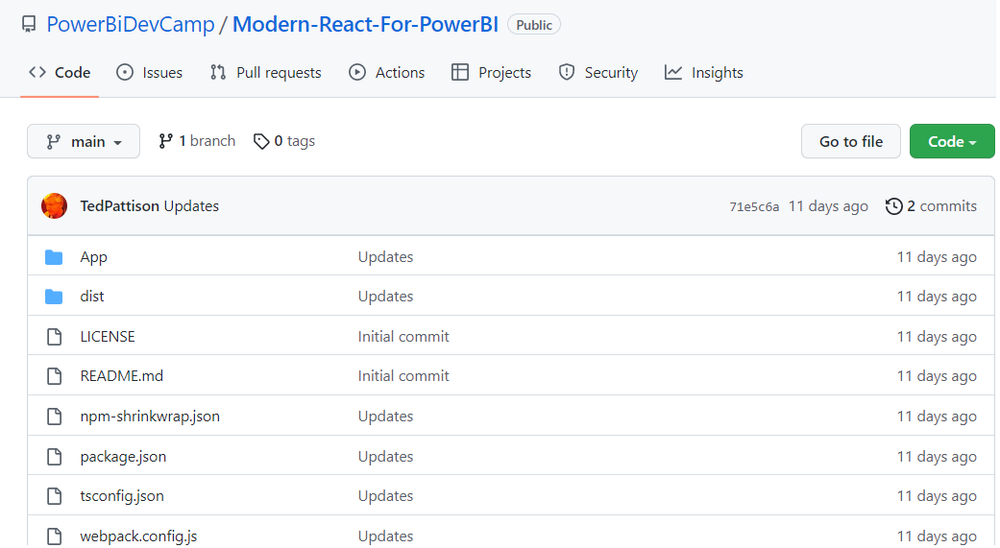 PowerBiDevCamp / Modern-React-For-PowerBI Public
Code Issues Pull requests Actions Projects Security Insights
main 1 branch 0 tags Go to file Code
TedPattison Updates 71e5c6a 11 days ago 2 commits
App Updates 11 days ago
dist Updates 11 days ago
LICENSE Initial commit 11 days ago
README.md Initial commit 11 days ago
npm-shrinkwrap.json Updates 11 days ago
package.json Updates 11 days ago
tsconfig.json Updates 11 days ago
webpack.config.js Updates 11 days ago